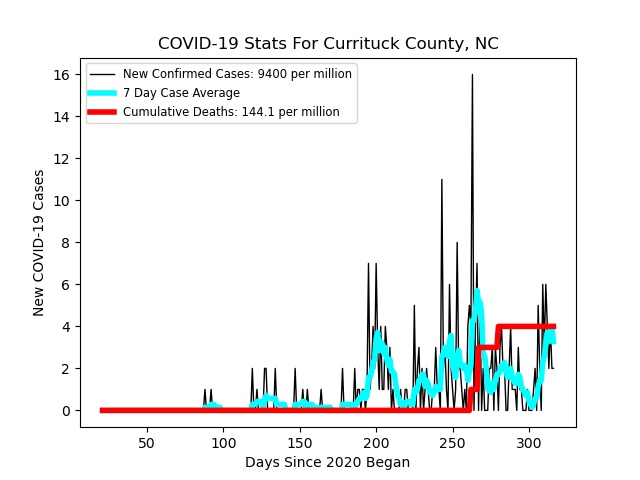 COVID-19 Stats For Currituck County, NC
New Confirmed Cases: 9400 per million
7 Day Case Average
Cumulative Deaths: 144.1 per million
16
14
12
10
8
6
4
2
0
New COVID-19 Cases
50 100 150 200 250 300
Days Since 2020 Began